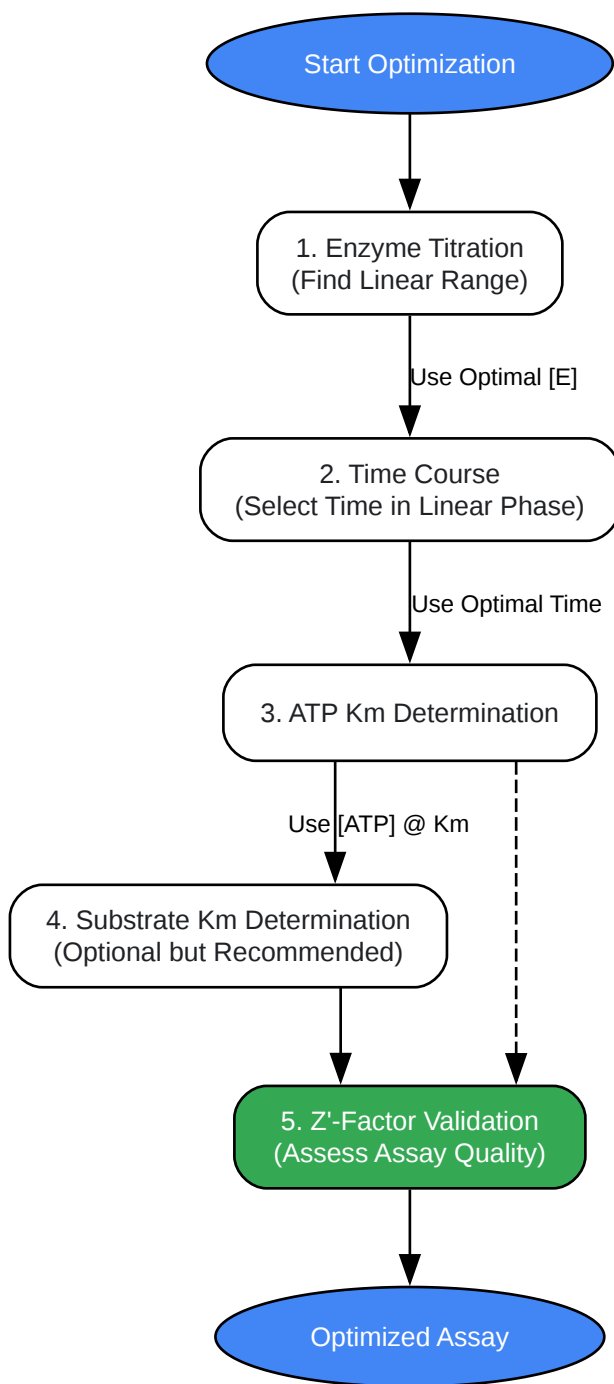 Start Optimization
1. Enzyme Titration
(Find Linear Range)
Use Optimal [E]
2. Time Course
(Select Time in Linear Phase)
Use Optimal Time
3. ATP Km Determination
Use [ATP] @ Km
4. Substrate Km Determination
(Optional but Recommended)
5. Z'-Factor Validation
(Assess Assay Quality)
Optimized Assay